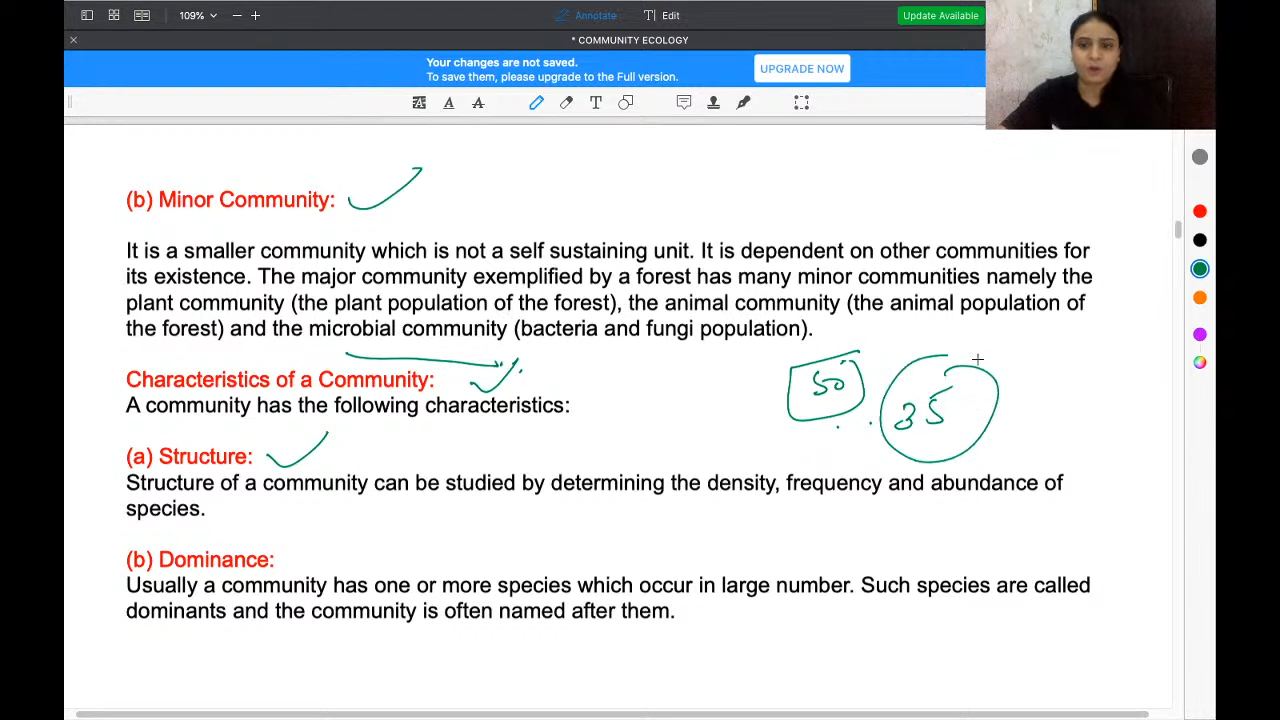 109%
Annotate
Edit
Update Available
* COMMUNITY ECOLOGY
Your changes are not saved.
To save them, please upgrade to the Full version.
UPGRADE NOW
(b) Minor Community:
It is a smaller community which is not a self sustaining unit. It is dependent on other communities for
its existence. The major community exemplified by a forest has many minor communities namely the
plant community (the plant population of the forest), the animal community (the animal population of
the forest) and the microbial community (bacteria and fungi population).
Characteristics of a Community:
50
35
A community has the following characteristics:
(a) Structure:
Structure of a community can be studied by determining the density, frequency and abundance of
species.
(b) Dominance:
Usually a community has one or more species which occur in large number. Such species are called
dominants and the community is often named after them.